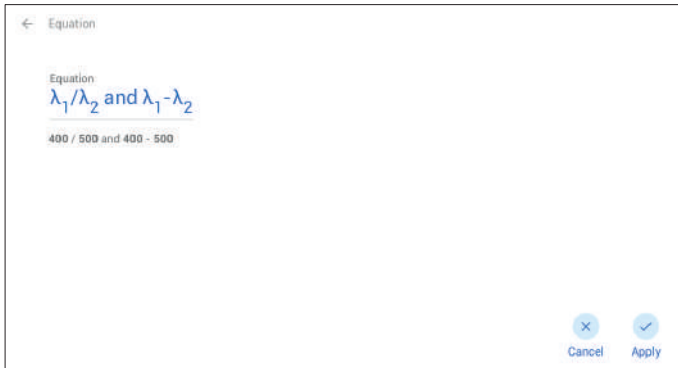 ← Equation
Equation
λ₁/λ₂ and λ₁-λ₂
400 / 500 and 400 - 500
Cancel Apply